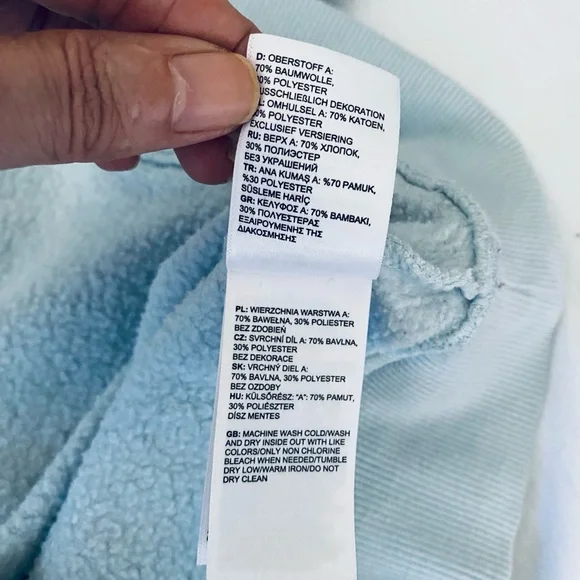 D: OBERSTOFF A:
70% BAUMWOLLE,
0% POLYESTER
USSCHLIEßLICH DEKORATION
L: OMHULSEL A: 70% KATOEN,
% POLYESTER
EXCLUSIEF VERSIERING
RU: ВЕРХ А: 70% ХЛОПОК,
30% ПОЛИЭСТЕР
БЕЗ УКРАШЕНИЙ
TR: ANA KUMAŞ A: %70 PAMUK,
%30 POLYESTER
SÜSLEME HARİÇ
GR: ΚΕΛΥΦΟΣ Α: 70% ΒΑΜΒΑΚΙ,
30% ΠΟΛΥΕΣΤΕΡΑΣ
ΕΞΑΙΡΟΥΜΕΝΗΣ ΤΗΣ
ΔΙΑΚΟΣΜΗΣΗΣ
PL: WIERZCHNIA WARSTWA A:
70% BAWEŁNA, 30% POLIESTER
BEZ ZDOBIEŃ
CZ: SVRCHNÍ DÍL A: 70% BAVLNA,
30% POLYESTER
BEZ DEKORACE
SK: VRCHNÝ DIEL A:
70% BAVLNA, 30% POLYESTER
BEZ OZDOBY
HU: KÜLSŐRÉSZ: "A": 70% PAMUT,
30% POLIÉSZTER
DÍSZ MENTES
GB: MACHINE WASH COLD/WASH
AND DRY INSIDE OUT WITH LIKE
COLORS/ONLY NON CHLORINE
BLEACH WHEN NEEDED/TUMBLE
DRY LOW/WARM IRON/DO NOT
DRY CLEAN